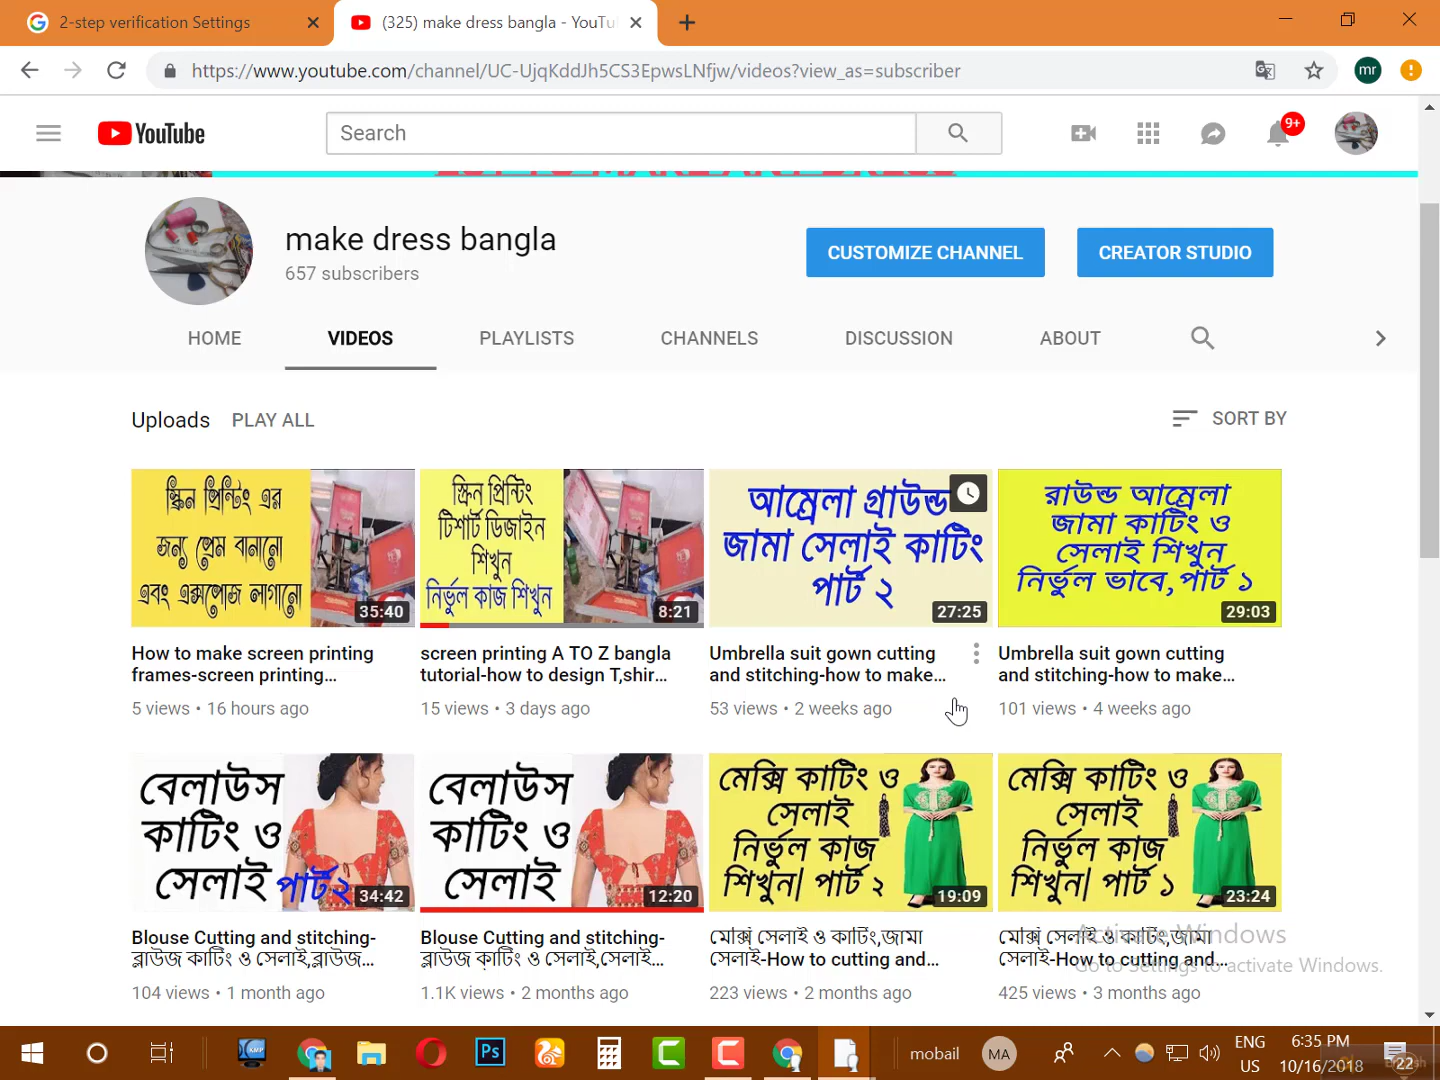 2-step verification Settings
(325) make dress bangla - YouTu
https://www.youtube.com/channel/UC-UjqKddJh5CS3EpwsLNfjw/videos?view_as=subscriber
mr
YouTube
Search
9+
make dress bangla
657 subscribers
CUSTOMIZE CHANNEL
CREATOR STUDIO
HOME
VIDEOS
PLAYLISTS
CHANNELS
DISCUSSION
ABOUT
Uploads
PLAY ALL
SORT BY
স্কিন প্রিন্টিং এর
জন্য ফ্রেম বানানো
এবং এক্সপোজ লাগানো
35:40
স্ক্রিন প্রিন্টিং
টিশার্ট ডিজাইন
শিখুন
নির্ভুল কাজ শিখুন
8:21
আম্রেলা গ্রাউন্ড
জামা সেলাই কাটিং
পার্ট ২
27:25
রাউন্ড আম্রেলা
জামা কাটিং ও
সেলাই শিখুন
নির্ভুল ভাবে,পার্ট ১
29:03
How to make screen printing
frames-screen printing...
5 views • 16 hours ago
screen printing A TO Z bangla
tutorial-how to design T,shir...
15 views • 3 days ago
Umbrella suit gown cutting
and stitching-how to make...
53 views • 2 weeks ago
Umbrella suit gown cutting
and stitching-how to make...
101 views • 4 weeks ago
বেলাউস
কাটিং ও
সেলাই পার্ট২
34:42
বেলাউস
কাটিং ও
সেলাই
12:20
মেক্সি কাটিং ও
সেলাই
নির্ভুল কাজ
শিখুন| পার্ট ২
19:09
মেক্সি কাটিং ও
সেলাই
নির্ভুল কাজ
শিখুন| পার্ট ১
23:24
Blouse Cutting and stitching-
ব্লাউজ কাটিং ও সেলাই,ব্লাউজ...
104 views • 1 month ago
Blouse Cutting and stitching-
ব্লাউজ কাটিং ও সেলাই,সেলাই...
1.1K views • 2 months ago
মেক্সি সেলাই ও কাটিং,জামা
সেলাই-How to cutting and...
223 views • 2 months ago
মেক্সি সেলাই ও কাটিং,জামা
সেলাই-How to cutting and...
425 views • 3 months ago
Activate Windows
Go to Settings to activate Windows.
KMP
Ps
mobail
MA
ENG
US
6:35 PM
10/16/2018
22